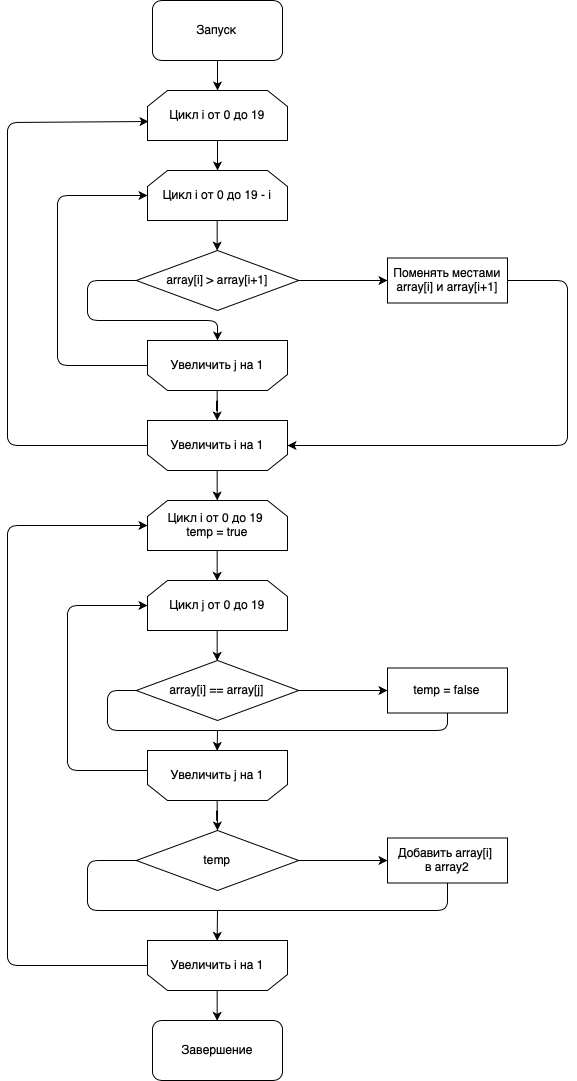 Запуск
Цикл i от 0 до 19
Цикл i от 0 до 19 - i
array[i] > array[i+1]
Поменять местами
array[i] и array[i+1]
Увеличить j на 1
Увеличить i на 1
Цикл i от 0 до 19
temp = true
Цикл j от 0 до 19
array[i] == array[j]
temp = false
Увеличить j на 1
temp
Добавить array[i]
в array2
Увеличить i на 1
Завершение